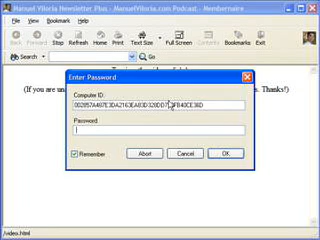 Manuel Viloria Newsletter Plus - ManuelViloria.com Podcast - Membernaire
File Bookmark Help
Back Forward Stop Refresh Home Print Text Size Full Screen Bookmarks Exit
Search Go
Enter Password
(If you are una s. Thanks!)
Computer ID:
Password:
Remember Abort Cancel OK
/video.html